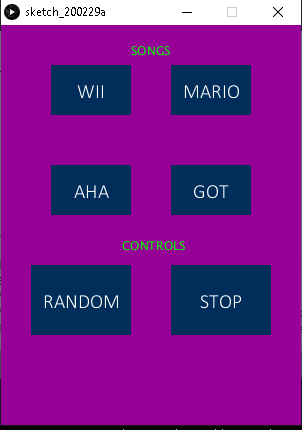 sketch_200229a
SONGS
WII MARIO
AHA GOT
CONTROLS
RANDOM STOP